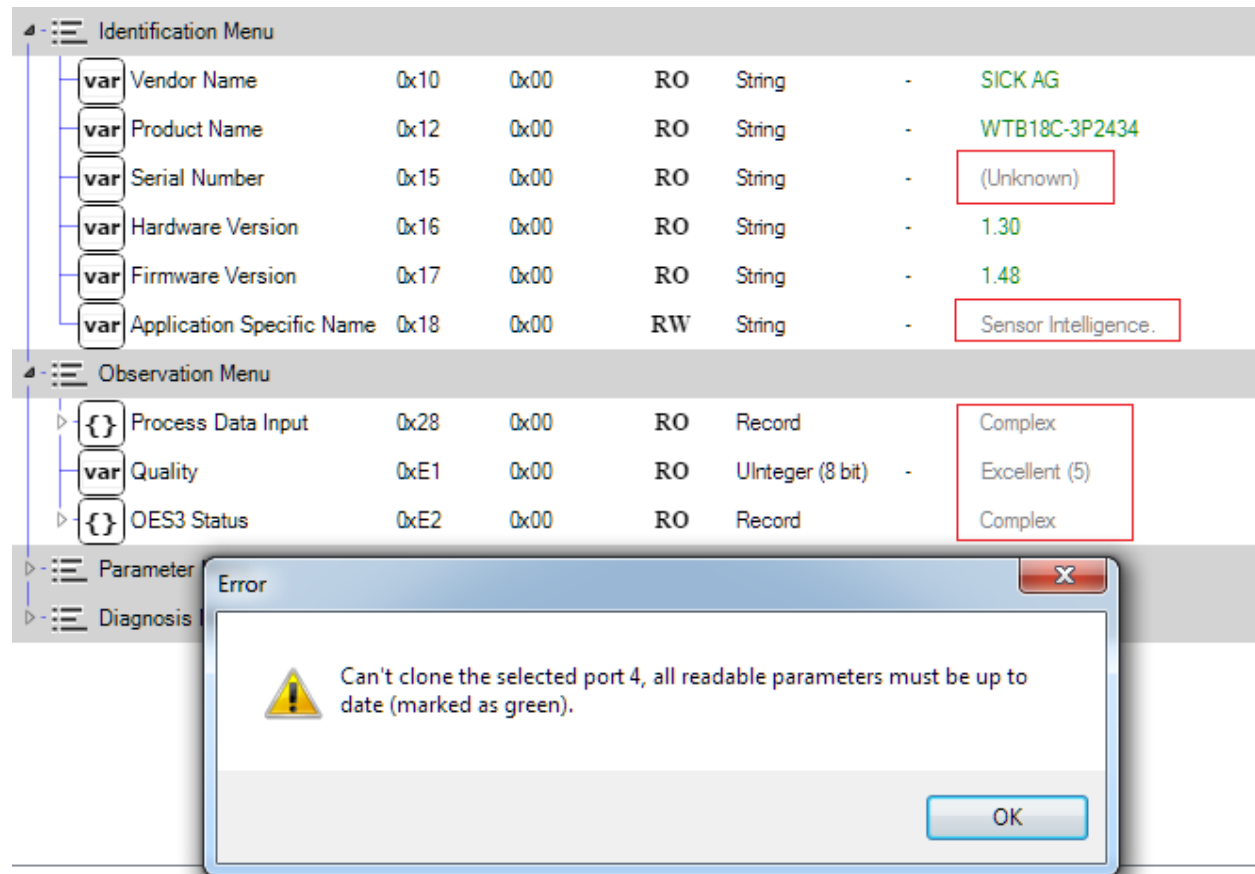 Identification Menu
var Vendor Name 0x10 0x00 RO String - SICK AG
var Product Name 0x12 0x00 RO String - WTB18C-3P2434
var Serial Number 0x15 0x00 RO String - (Unknown)
var Hardware Version 0x16 0x00 RO String - 1.30
var Firmware Version 0x17 0x00 RO String - 1.48
var Application Specific Name 0x18 0x00 RW String - Sensor Intelligence.
Observation Menu
{} Process Data Input 0x28 0x00 RO Record Complex
var Quality 0xE1 0x00 RO UInteger (8 bit) - Excellent (5)
{} OES3 Status 0xE2 0x00 RO Record Complex
Parameter
Diagnosis
Error
Can't clone the selected port 4, all readable parameters must be up to
date (marked as green).
OK